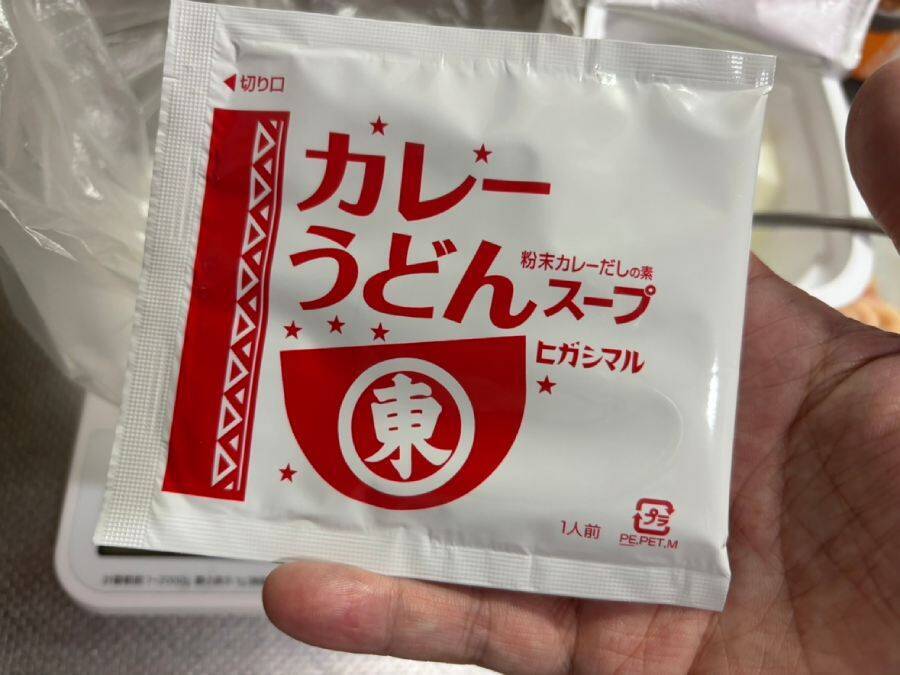 ◀切り口
カレー
うどん
粉末カレーだしの素
スープ
ヒガシマル
東
1人前
プラ
PE.PET.M